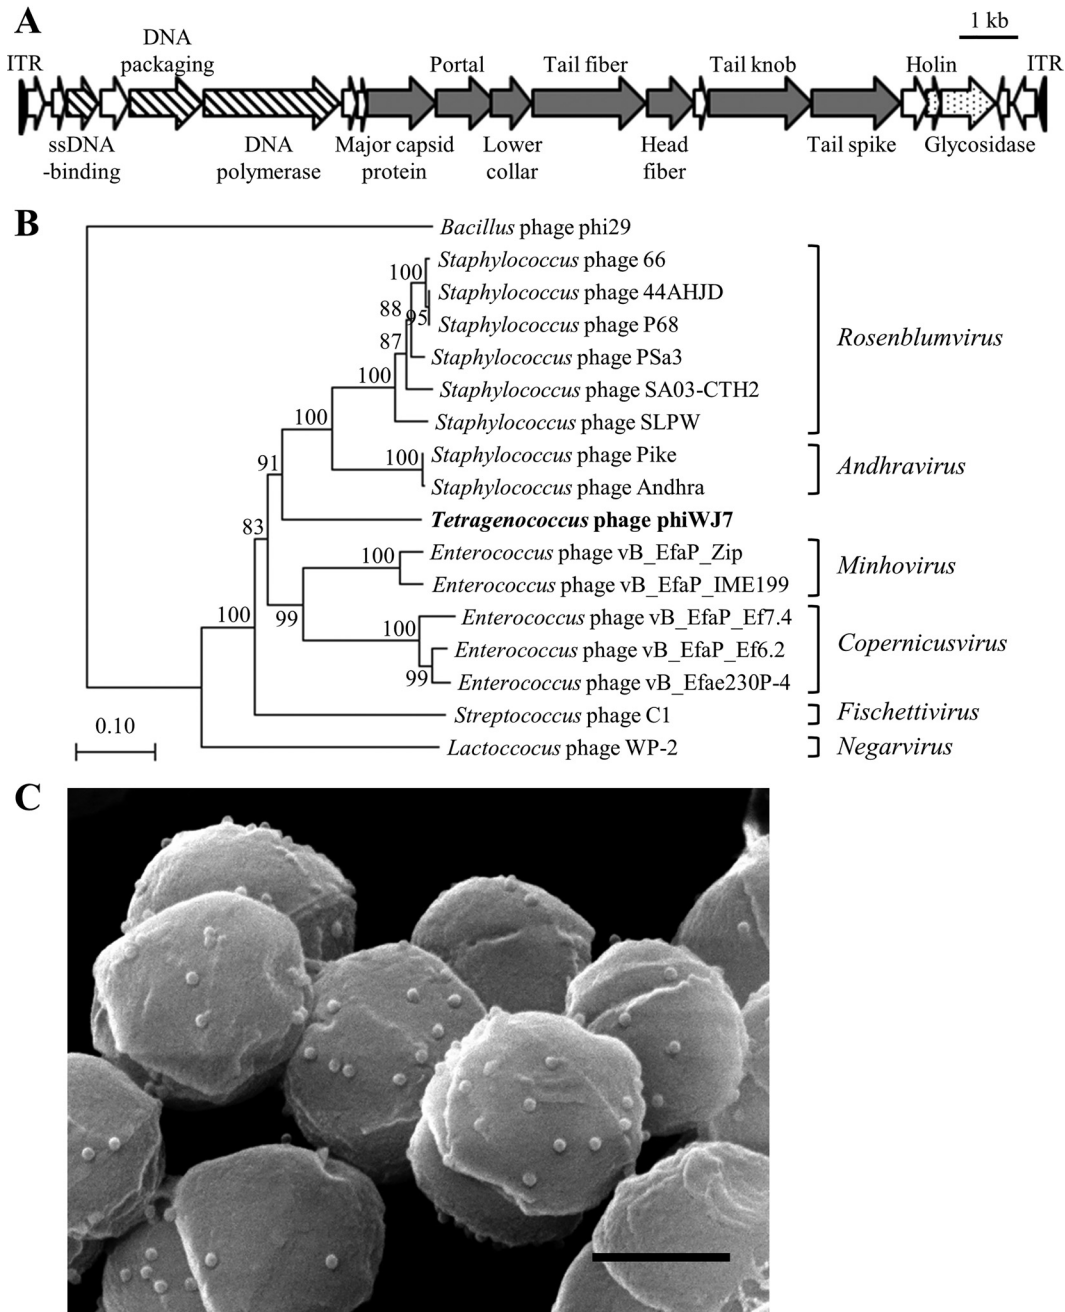 A
1 kb
DNA
packaging
ITR
Portal
Tail fiber
Tail knob
Holin
ITR
ssDNA
-binding
DNA
polymerase
Major capsid
protein
Lower
collar
Head
fiber
Tail spike
Glycosidase
B
Bacillus phage phi29
Staphylococcus phage 66
100
Staphylococcus phage 44AHJD
88
95
Staphylococcus phage P68
Rosenblumvirus
87
Staphylococcus phage PSa3
100
Staphylococcus phage SA03-CTH2
100
Staphylococcus phage SLPW
100
Staphylococcus phage Pike
91
Andhravirus
Staphylococcus phage Andhra
83
Tetragenococcus phage phiWJ7
100
Enterococcus phage vB_EfaP_Zip
Minhovirus
Enterococcus phage vB_EfaP_IME199
100
99
100
Enterococcus phage vB_EfaP_Ef7.4
Enterococcus phage vB_EfaP_Ef6.2
Copernicusvirus
99
Enterococcus phage vB_Efae230P-4
Streptococcus phage C1
Fischettivirus
0.10
Lactoccocus phage WP-2
Negarvirus
C